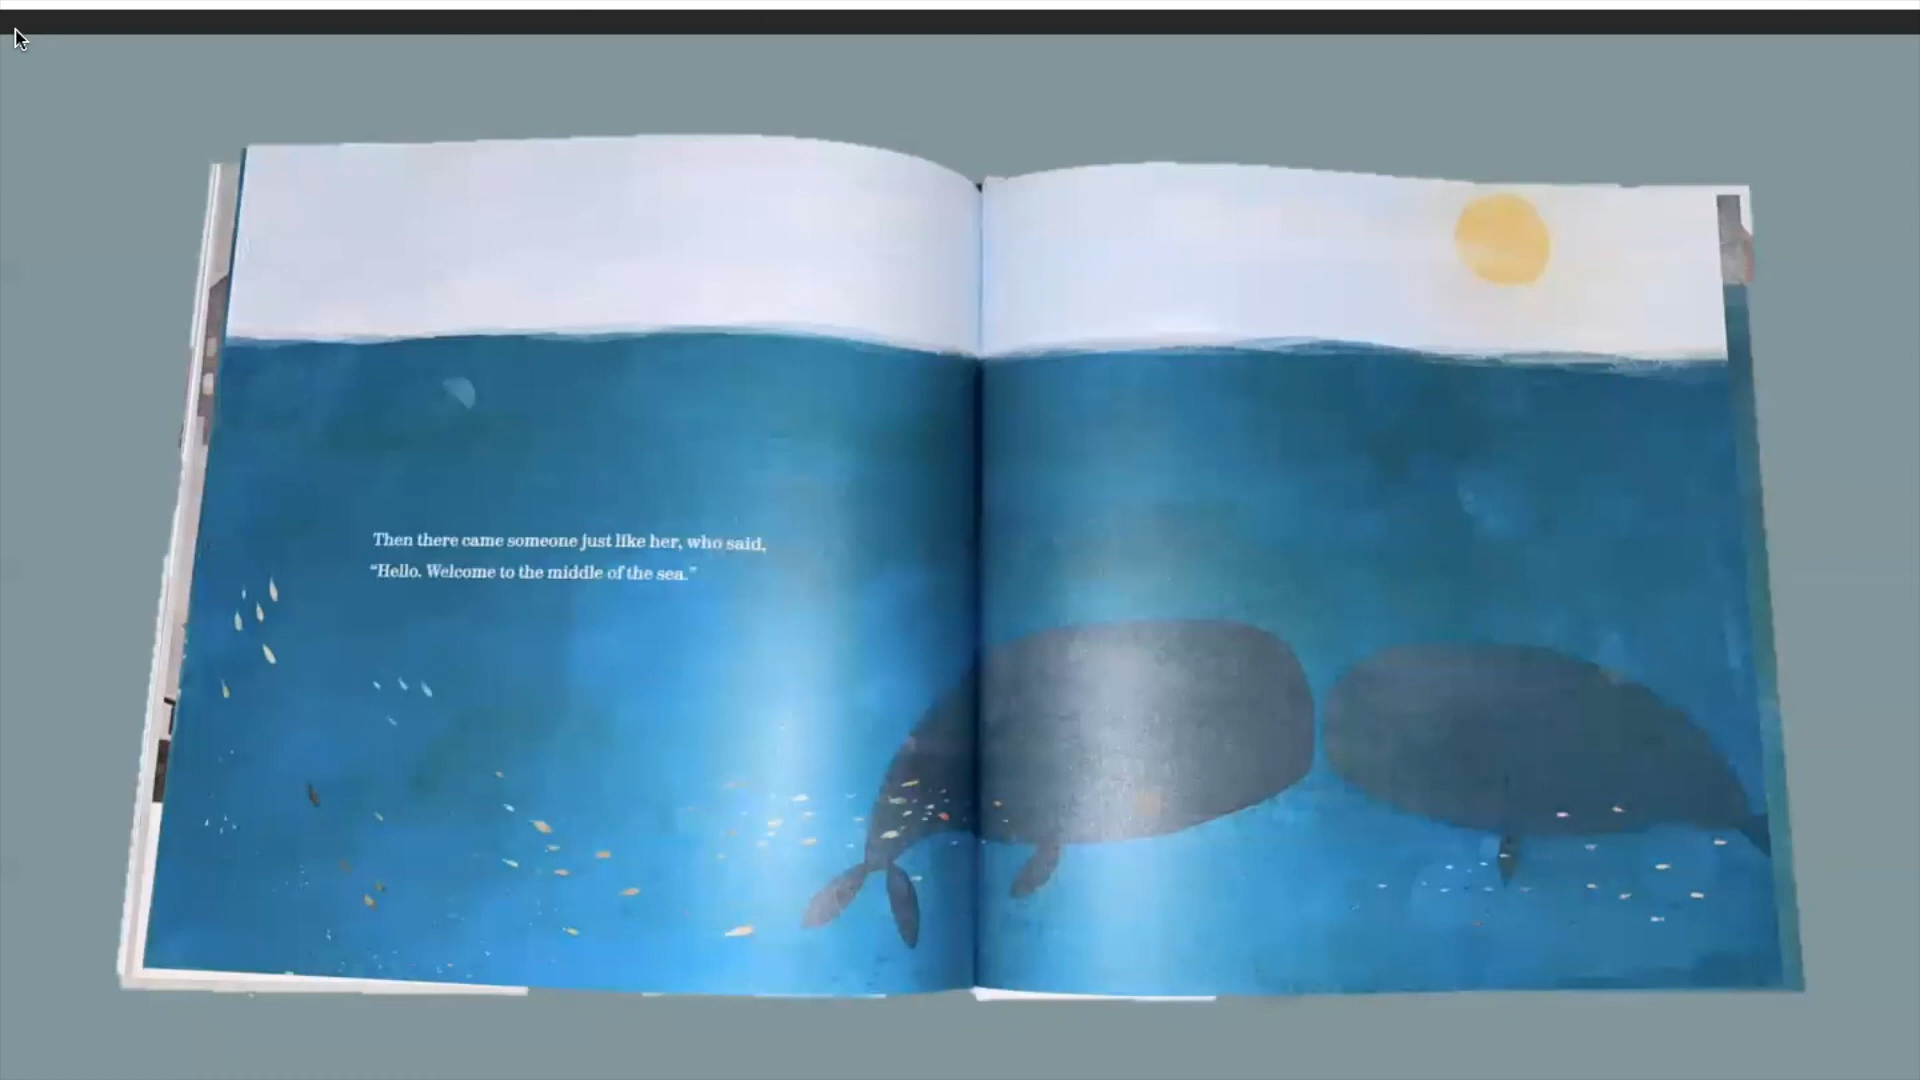 Then there came someone just like her, who said,
“Hello. Welcome to the middle of the sea.”